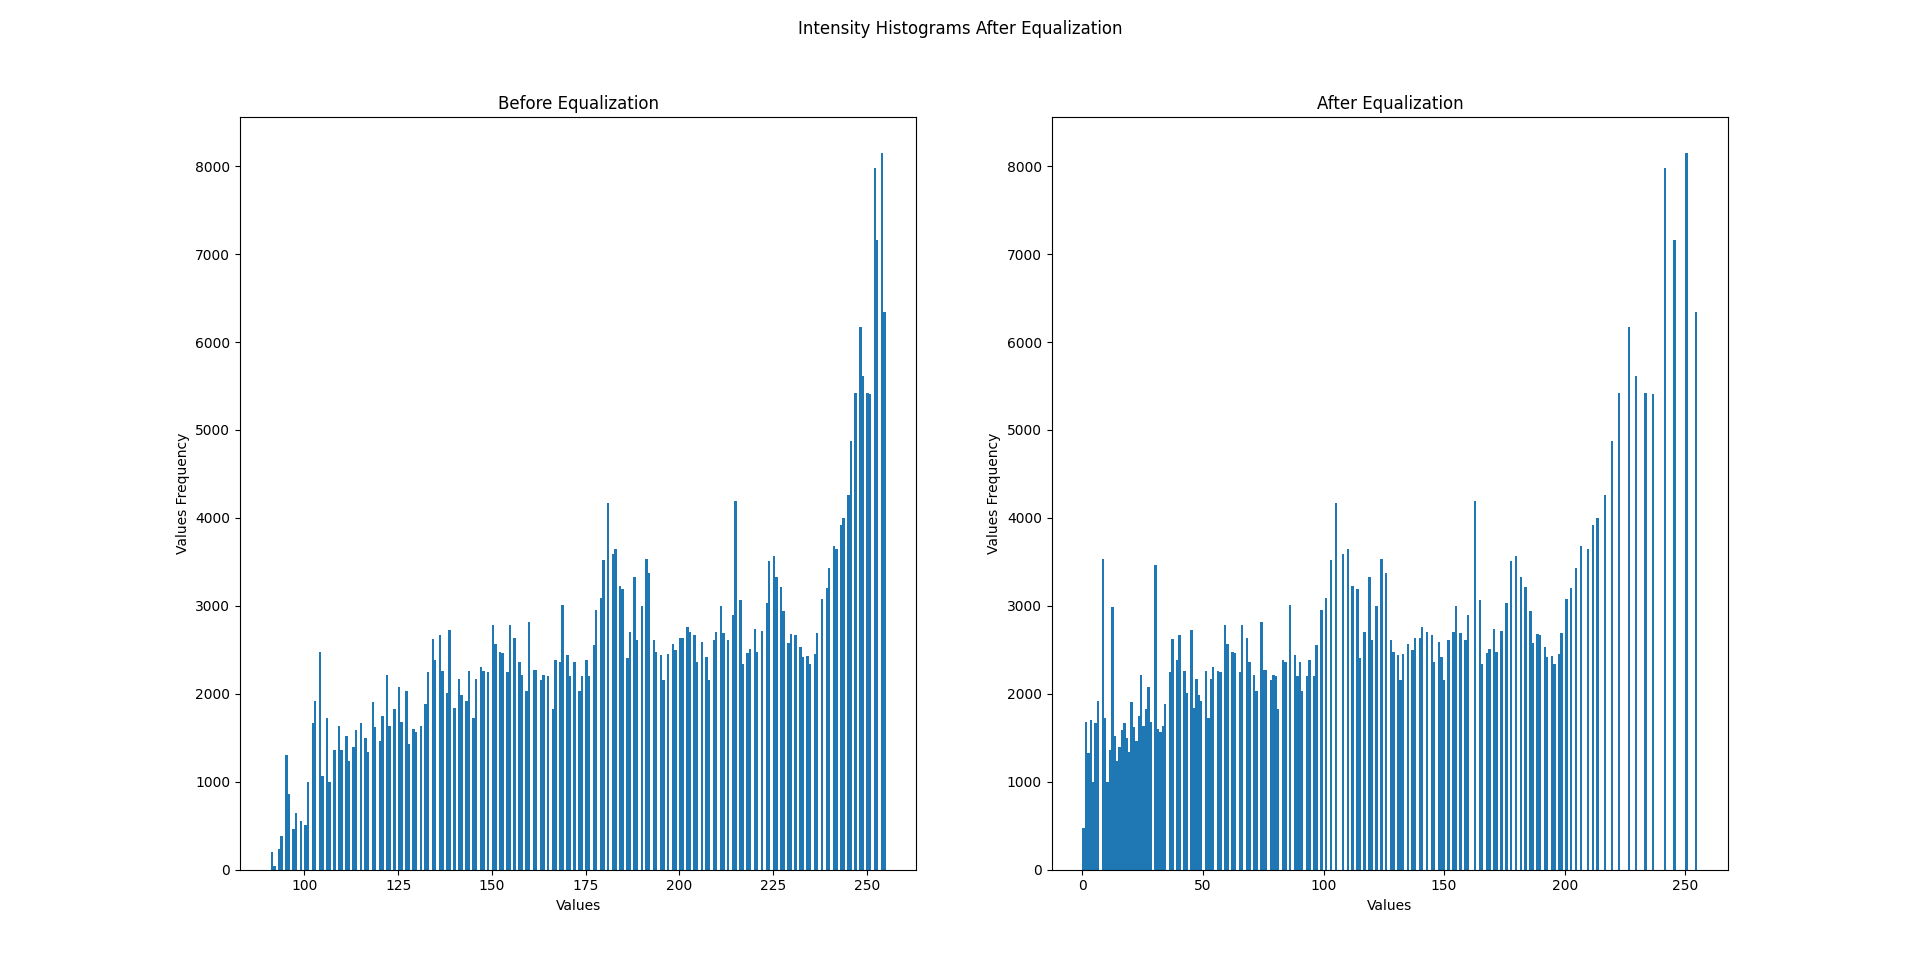 Intensity Histograms After Equalization
Before Equalization
Values Frequency
8000
7000
6000
5000
4000
3000
2000
1000
0
100 125 150 175 200 225 250
Values
After Equalization
Values Frequency
8000
7000
6000
5000
4000
3000
2000
1000
0
0 50 100 150 200 250
Values